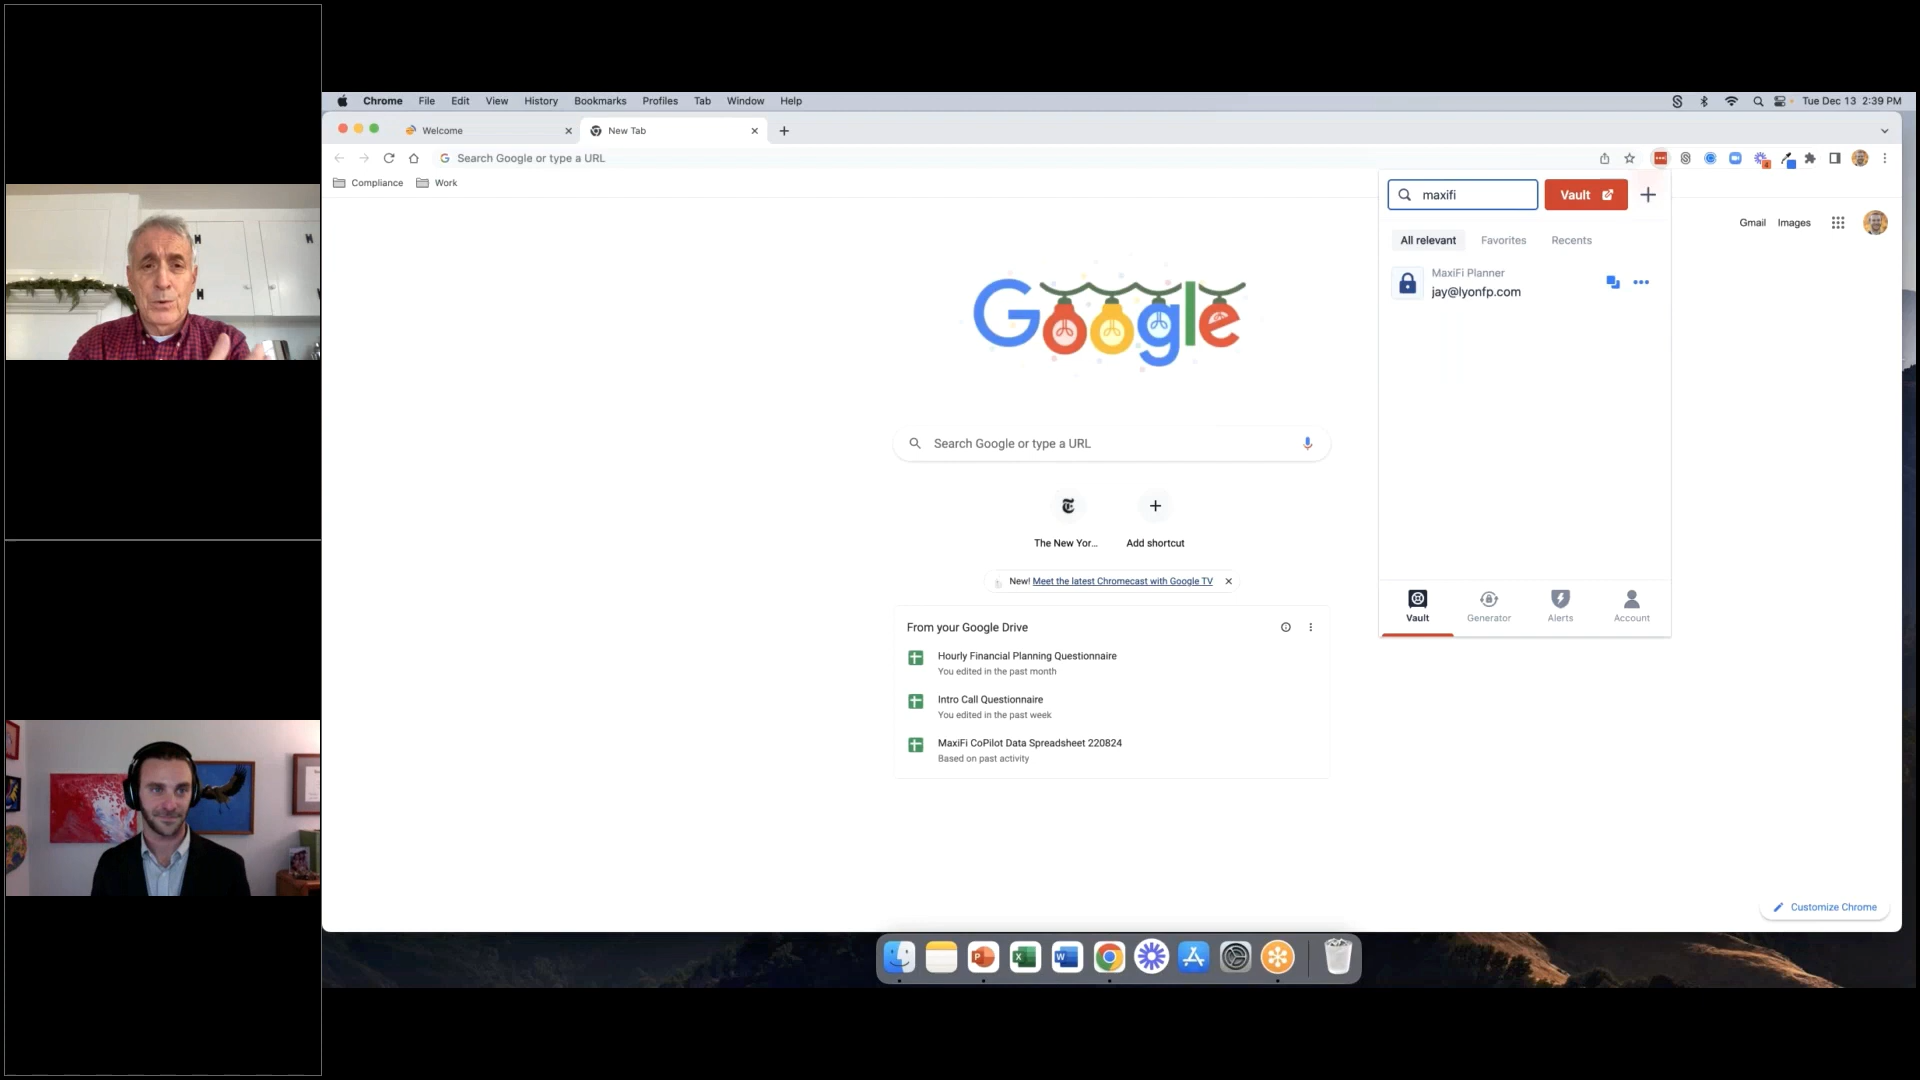 Chrome File Edit View History Bookmarks Profiles Tab Window Help
Tue Dec 13 2:39 PM
Welcome
New Tab
Search Google or type a URL
Compliance
Work
maxifi
Vault
All relevant
Favorites
Recents
MaxiFi Planner
jay@lyonfp.com
Vault
Generator
Alerts
Account
Gmail
Images
Google
Search Google or type a URL
The New Yor...
Add shortcut
New! Meet the latest Chromecast with Google TV
From your Google Drive
Hourly Financial Planning Questionnaire
You edited in the past month
Intro Call Questionnaire
You edited in the past week
MaxiFi CoPilot Data Spreadsheet 220824
Based on past activity
Customize Chrome